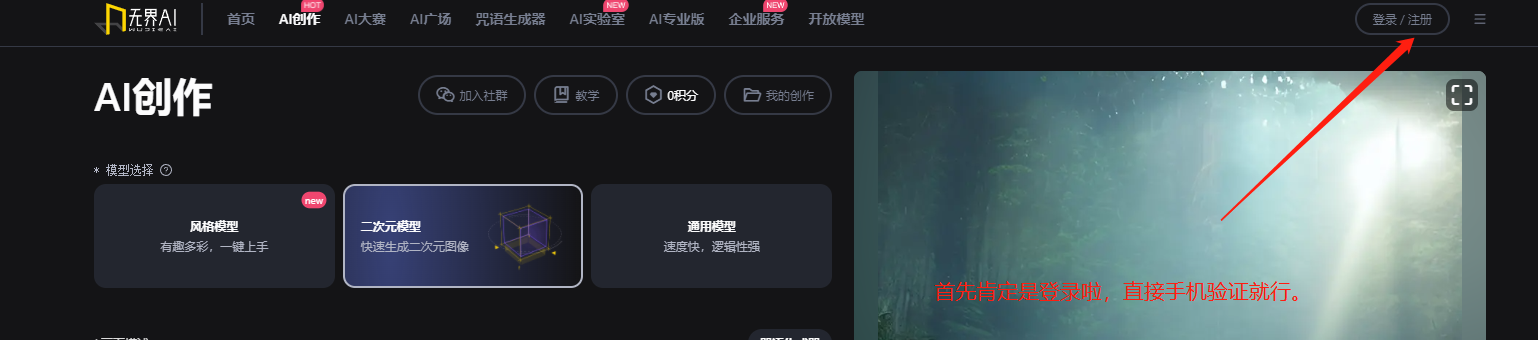 无界AI
WUJIEAI
首页
AI创作
HOT
AI大赛
AI广场
咒语生成器
AI实验室
NEW
AI专业版
企业服务
NEW
开放模型
登录 / 注册
AI创作
加入社群
教学
0积分
我的创作
* 模型选择
new
风格模型
有趣多彩，一键上手
二次元模型
快速生成二次元图像
通用模型
速度快，逻辑性强
首先肯定是登录啦，直接手机验证就行。